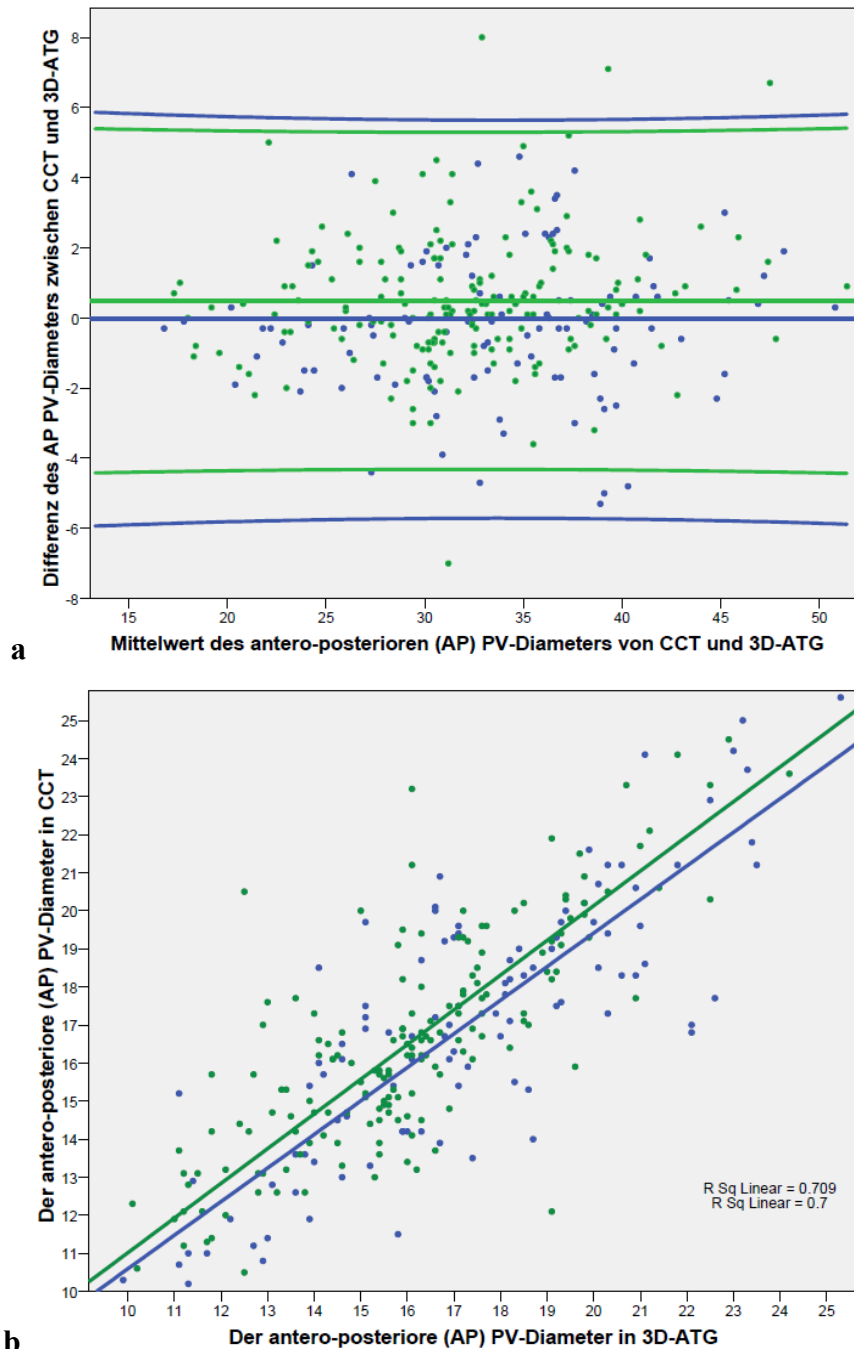 Differenz des AP PV-Diameters zwischen CCT und 3D-ATG
8
6
4
2
0
-2
-4
-6
-8
15 20 25 30 35 40 45 50
Mittelwert des antero-posterioren (AP) PV-Diameters von CCT und 3D-ATG
a
Der antero-posteriore (AP) PV-Diameter in CCT
25
24
23
22
21
20
19
18
17
16
15
14
13
12
11
10
R Sq Linear = 0.709
R Sq Linear = 0.7
10 11 12 13 14 15 16 17 18 19 20 21 22 23 24 25
Der antero-posteriore (AP) PV-Diameter in 3D-ATG
b